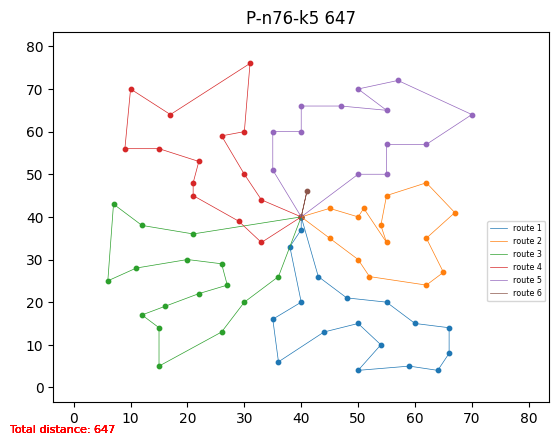 P-n76-k5 647
80
70
60
50
40
30
20
10
0
0 10 20 30 40 50 60 70 80
route 1
route 2
route 3
route 4
route 5
route 6
Total distance: 647